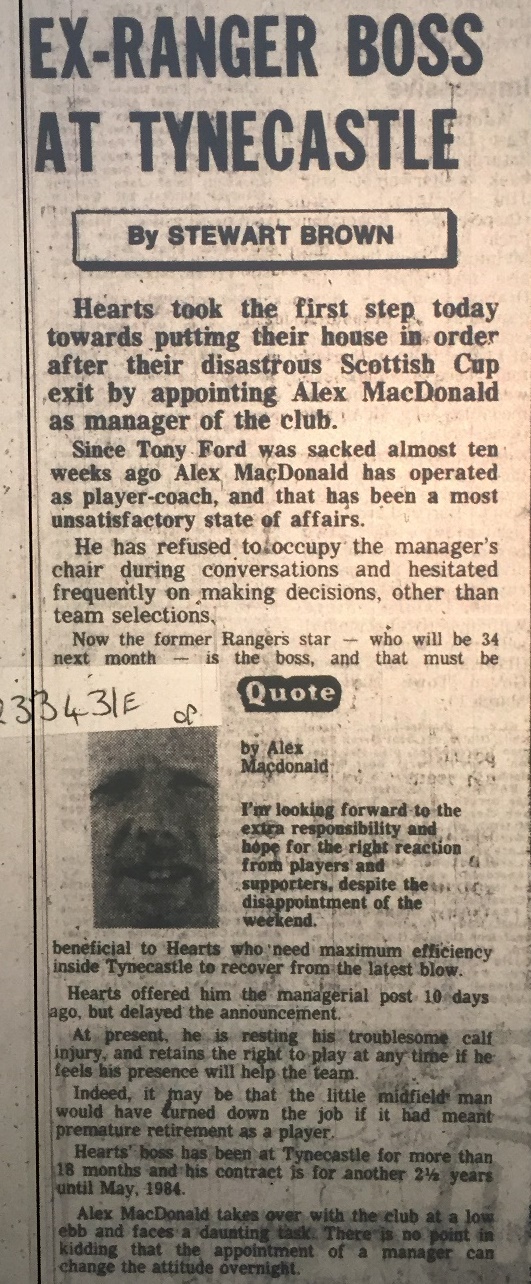 EX-RANGER BOSS
AT TYNECASTLE
By STEWART BROWN
Hearts took the first step today
towards putting their house in order
after their disastrous Scottish Cup
exit by appointing Alex MacDonald
as manager of the club.
Since Tony Ford was sacked almost ten
weeks ago Alex MacDonald has operated
as player-coach, and that has been a most
unsatisfactory state of affairs.
He has refused to occupy the manager's
chair during conversations and hesitated
frequently on making decisions, other than
team selections.
Now the former Rangers star — who will be 34
next month — is the boss, and that must be
233431E OP
Quote
by Alex
Macdonald
I'm looking forward to the
extra responsibility and
hope for the right reaction
from players and
supporters, despite the
disappointment of the
weekend.
beneficial to Hearts who need maximum efficiency
inside Tynecastle to recover from the latest blow.
Hearts offered him the managerial post 10 days
ago, but delayed the announcement.
At present, he is resting his troublesome calf
injury, and retains the right to play at any time if he
feels his presence will help the team.
Indeed, it may be that the little midfield man
would have turned down the job if it had meant
premature retirement as a player.
Hearts' boss has been at Tynecastle for more than
18 months and his contract is for another 2½ years
until May, 1984.
Alex MacDonald takes over with the club at a low
ebb and faces a daunting task. There is no point in
kidding that the appointment of a manager can
change the attitude overnight.